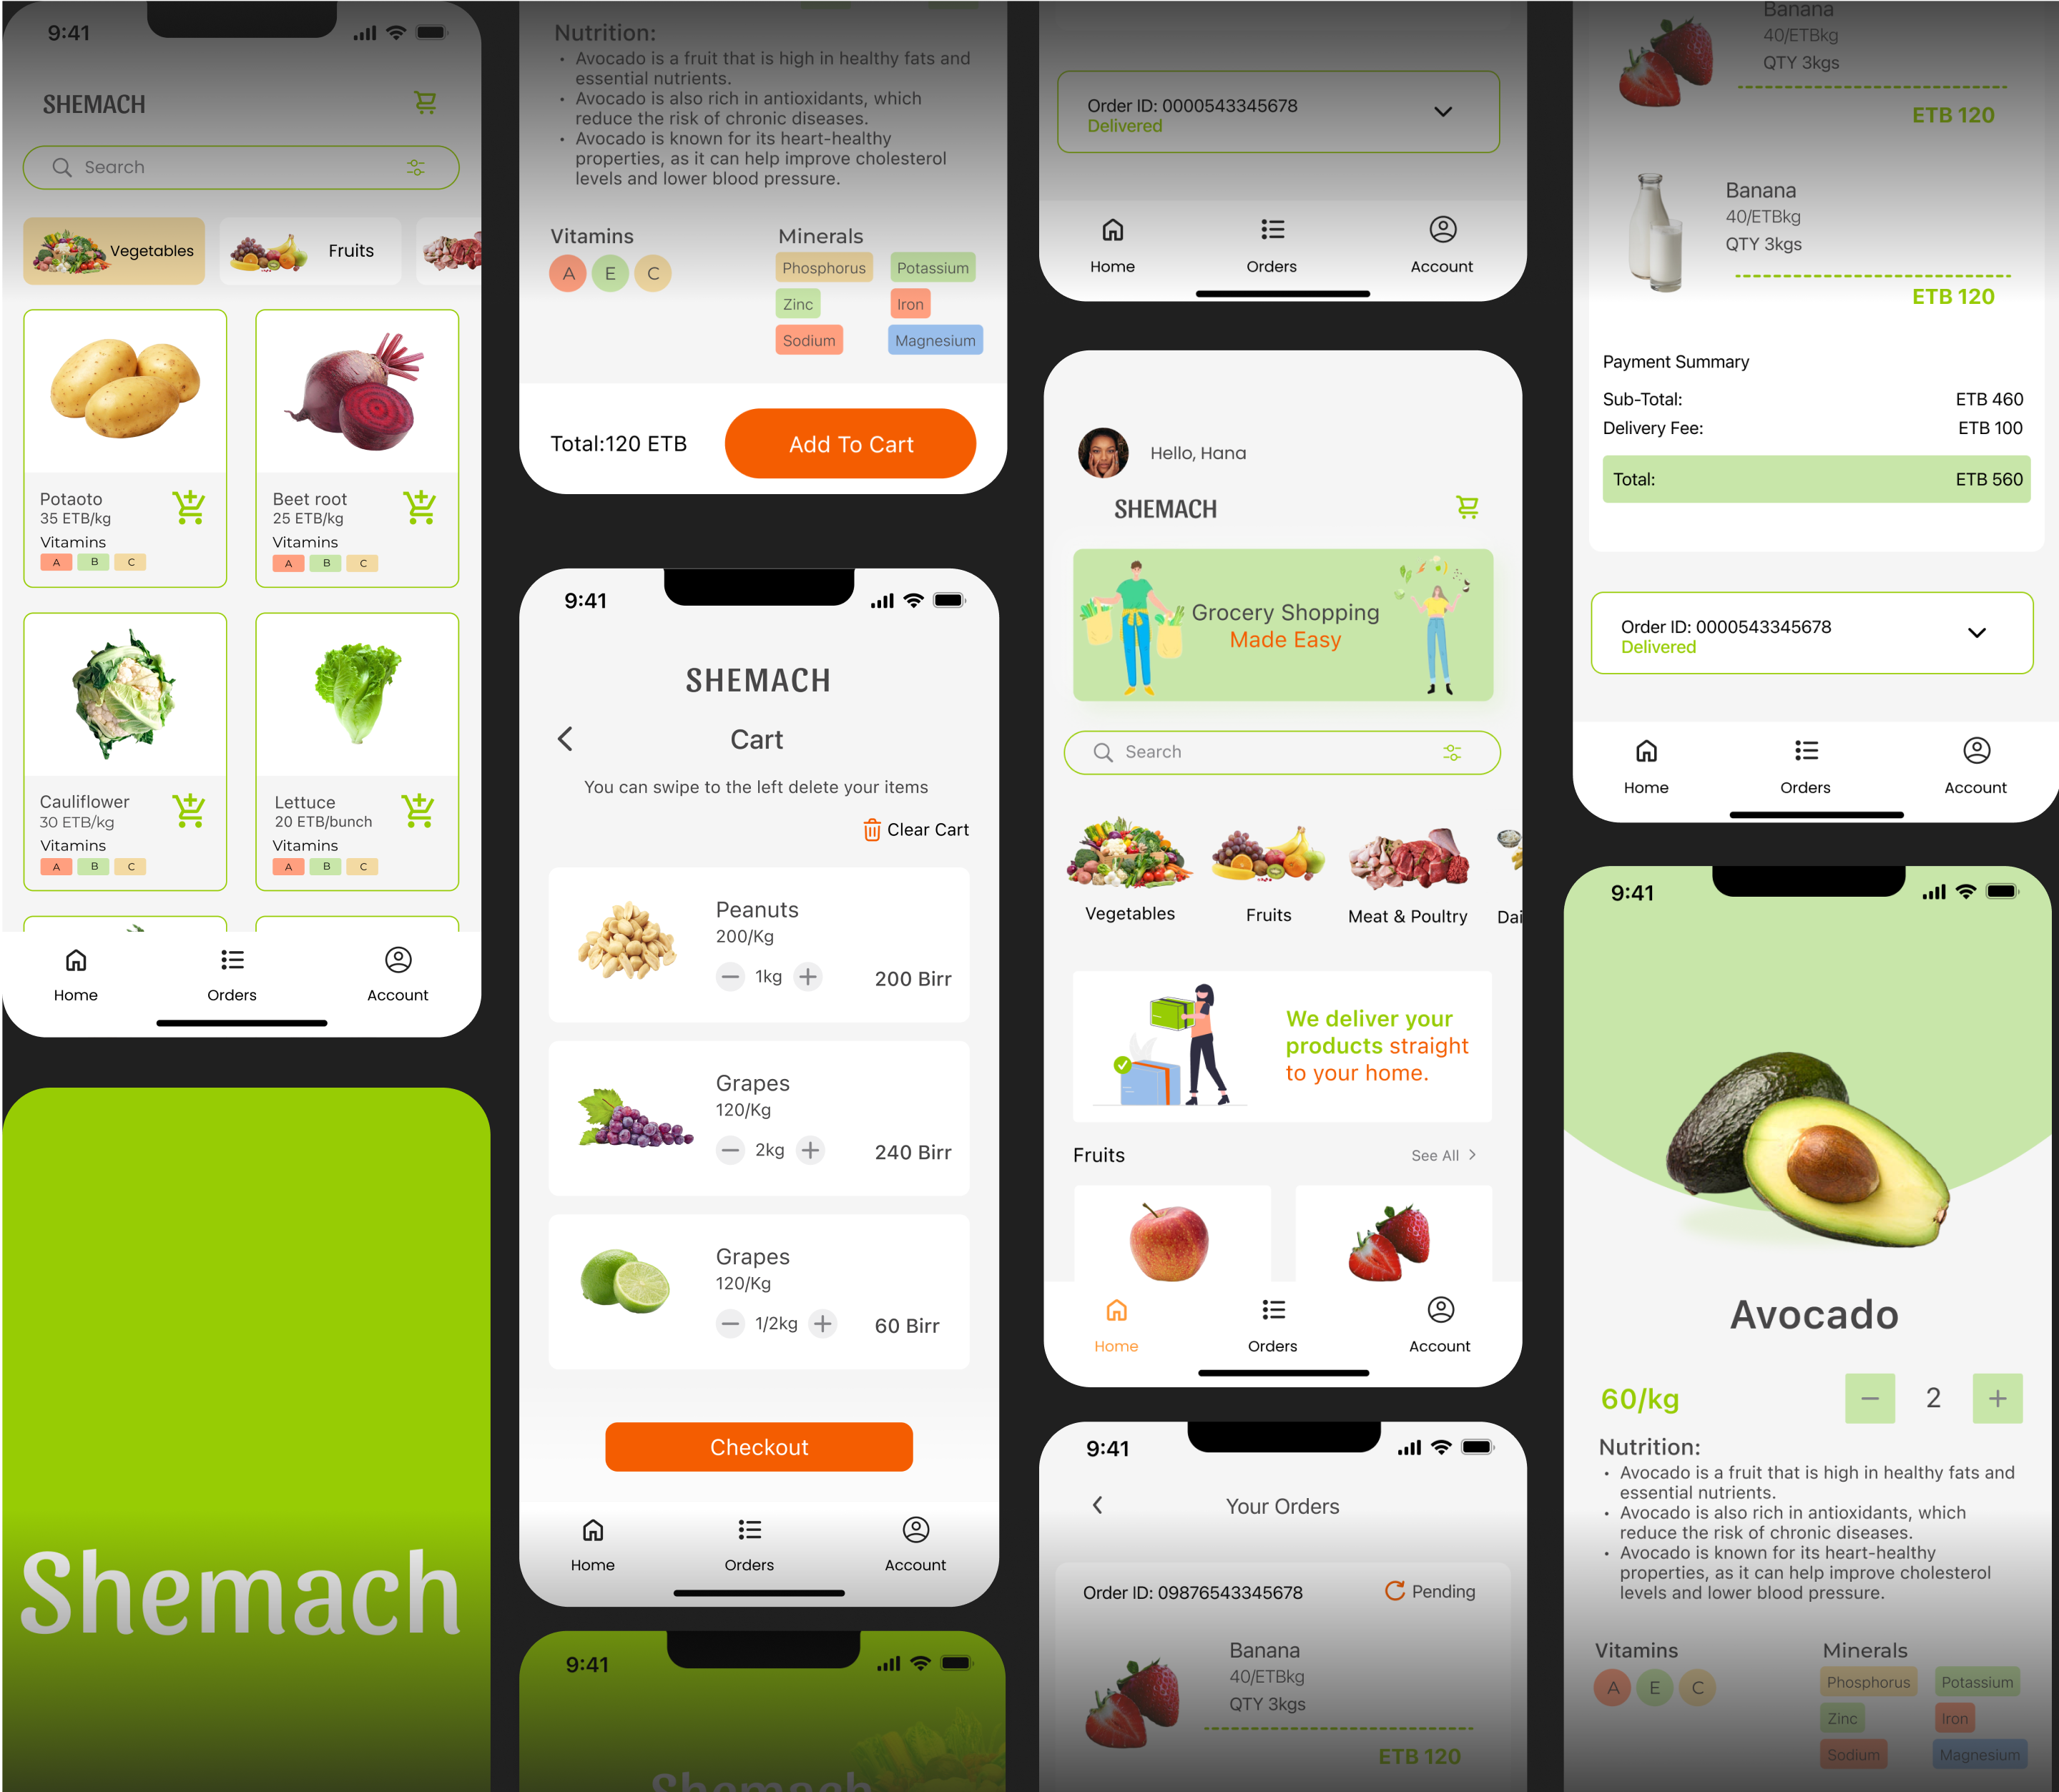 9:41
SHEMACH
Search
Vegetables
Fruits
Potaoto
35 ETB/kg
Vitamins
A B C
Beet root
25 ETB/kg
Vitamins
A B C
Cauliflower
30 ETB/kg
Vitamins
A B C
Lettuce
20 ETB/bunch
Vitamins
A B C
Home
Orders
Account
Shemach
Nutrition:
• Avocado is a fruit that is high in healthy fats and
essential nutrients.
• Avocado is also rich in antioxidants, which
reduce the risk of chronic diseases.
• Avocado is known for its heart-healthy
properties, as it can help improve cholesterol
levels and lower blood pressure.
Vitamins
A E C
Minerals
Phosphorus Potassium
Zinc Iron
Sodium Magnesium
Total:120 ETB
Add To Cart
9:41
SHEMACH
Cart
You can swipe to the left delete your items
Clear Cart
Peanuts
200/Kg
1kg
200 Birr
Grapes
120/Kg
2kg
240 Birr
Grapes
120/Kg
1/2kg
60 Birr
Checkout
Home
Orders
Account
9:41
Shemach
Order ID: 0000543345678
Delivered
Home
Orders
Account
Hello, Hana
SHEMACH
Grocery Shopping
Made Easy
Search
Vegetables
Fruits
Meat & Poultry
Dai
We deliver your
products straight
to your home.
Fruits
See All
Home
Orders
Account
9:41
Your Orders
Order ID: 09876543345678
Pending
Banana
40/ETBkg
QTY 3kgs
ETB 120
Banana
40/ETBkg
QTY 3kgs
ETB 120
Banana
40/ETBkg
QTY 3kgs
ETB 120
Payment Summary
Sub-Total: ETB 460
Delivery Fee: ETB 100
Total: ETB 560
Order ID: 0000543345678
Delivered
Home
Orders
Account
9:41
Avocado
60/kg
2
Nutrition:
• Avocado is a fruit that is high in healthy fats and
essential nutrients.
• Avocado is also rich in antioxidants, which
reduce the risk of chronic diseases.
• Avocado is known for its heart-healthy
properties, as it can help improve cholesterol
levels and lower blood pressure.
Vitamins
A E C
Minerals
Phosphorus Potassium
Zinc Iron
Sodium Magnesium